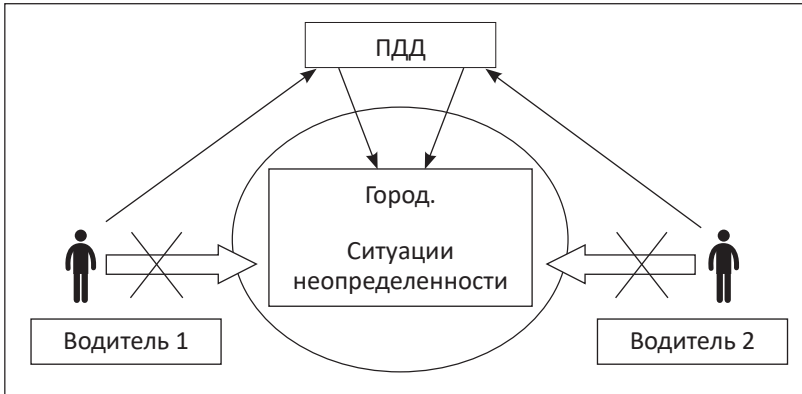 ПДД
Город.
Ситуации
неопределенности
Водитель 1
Водитель 2